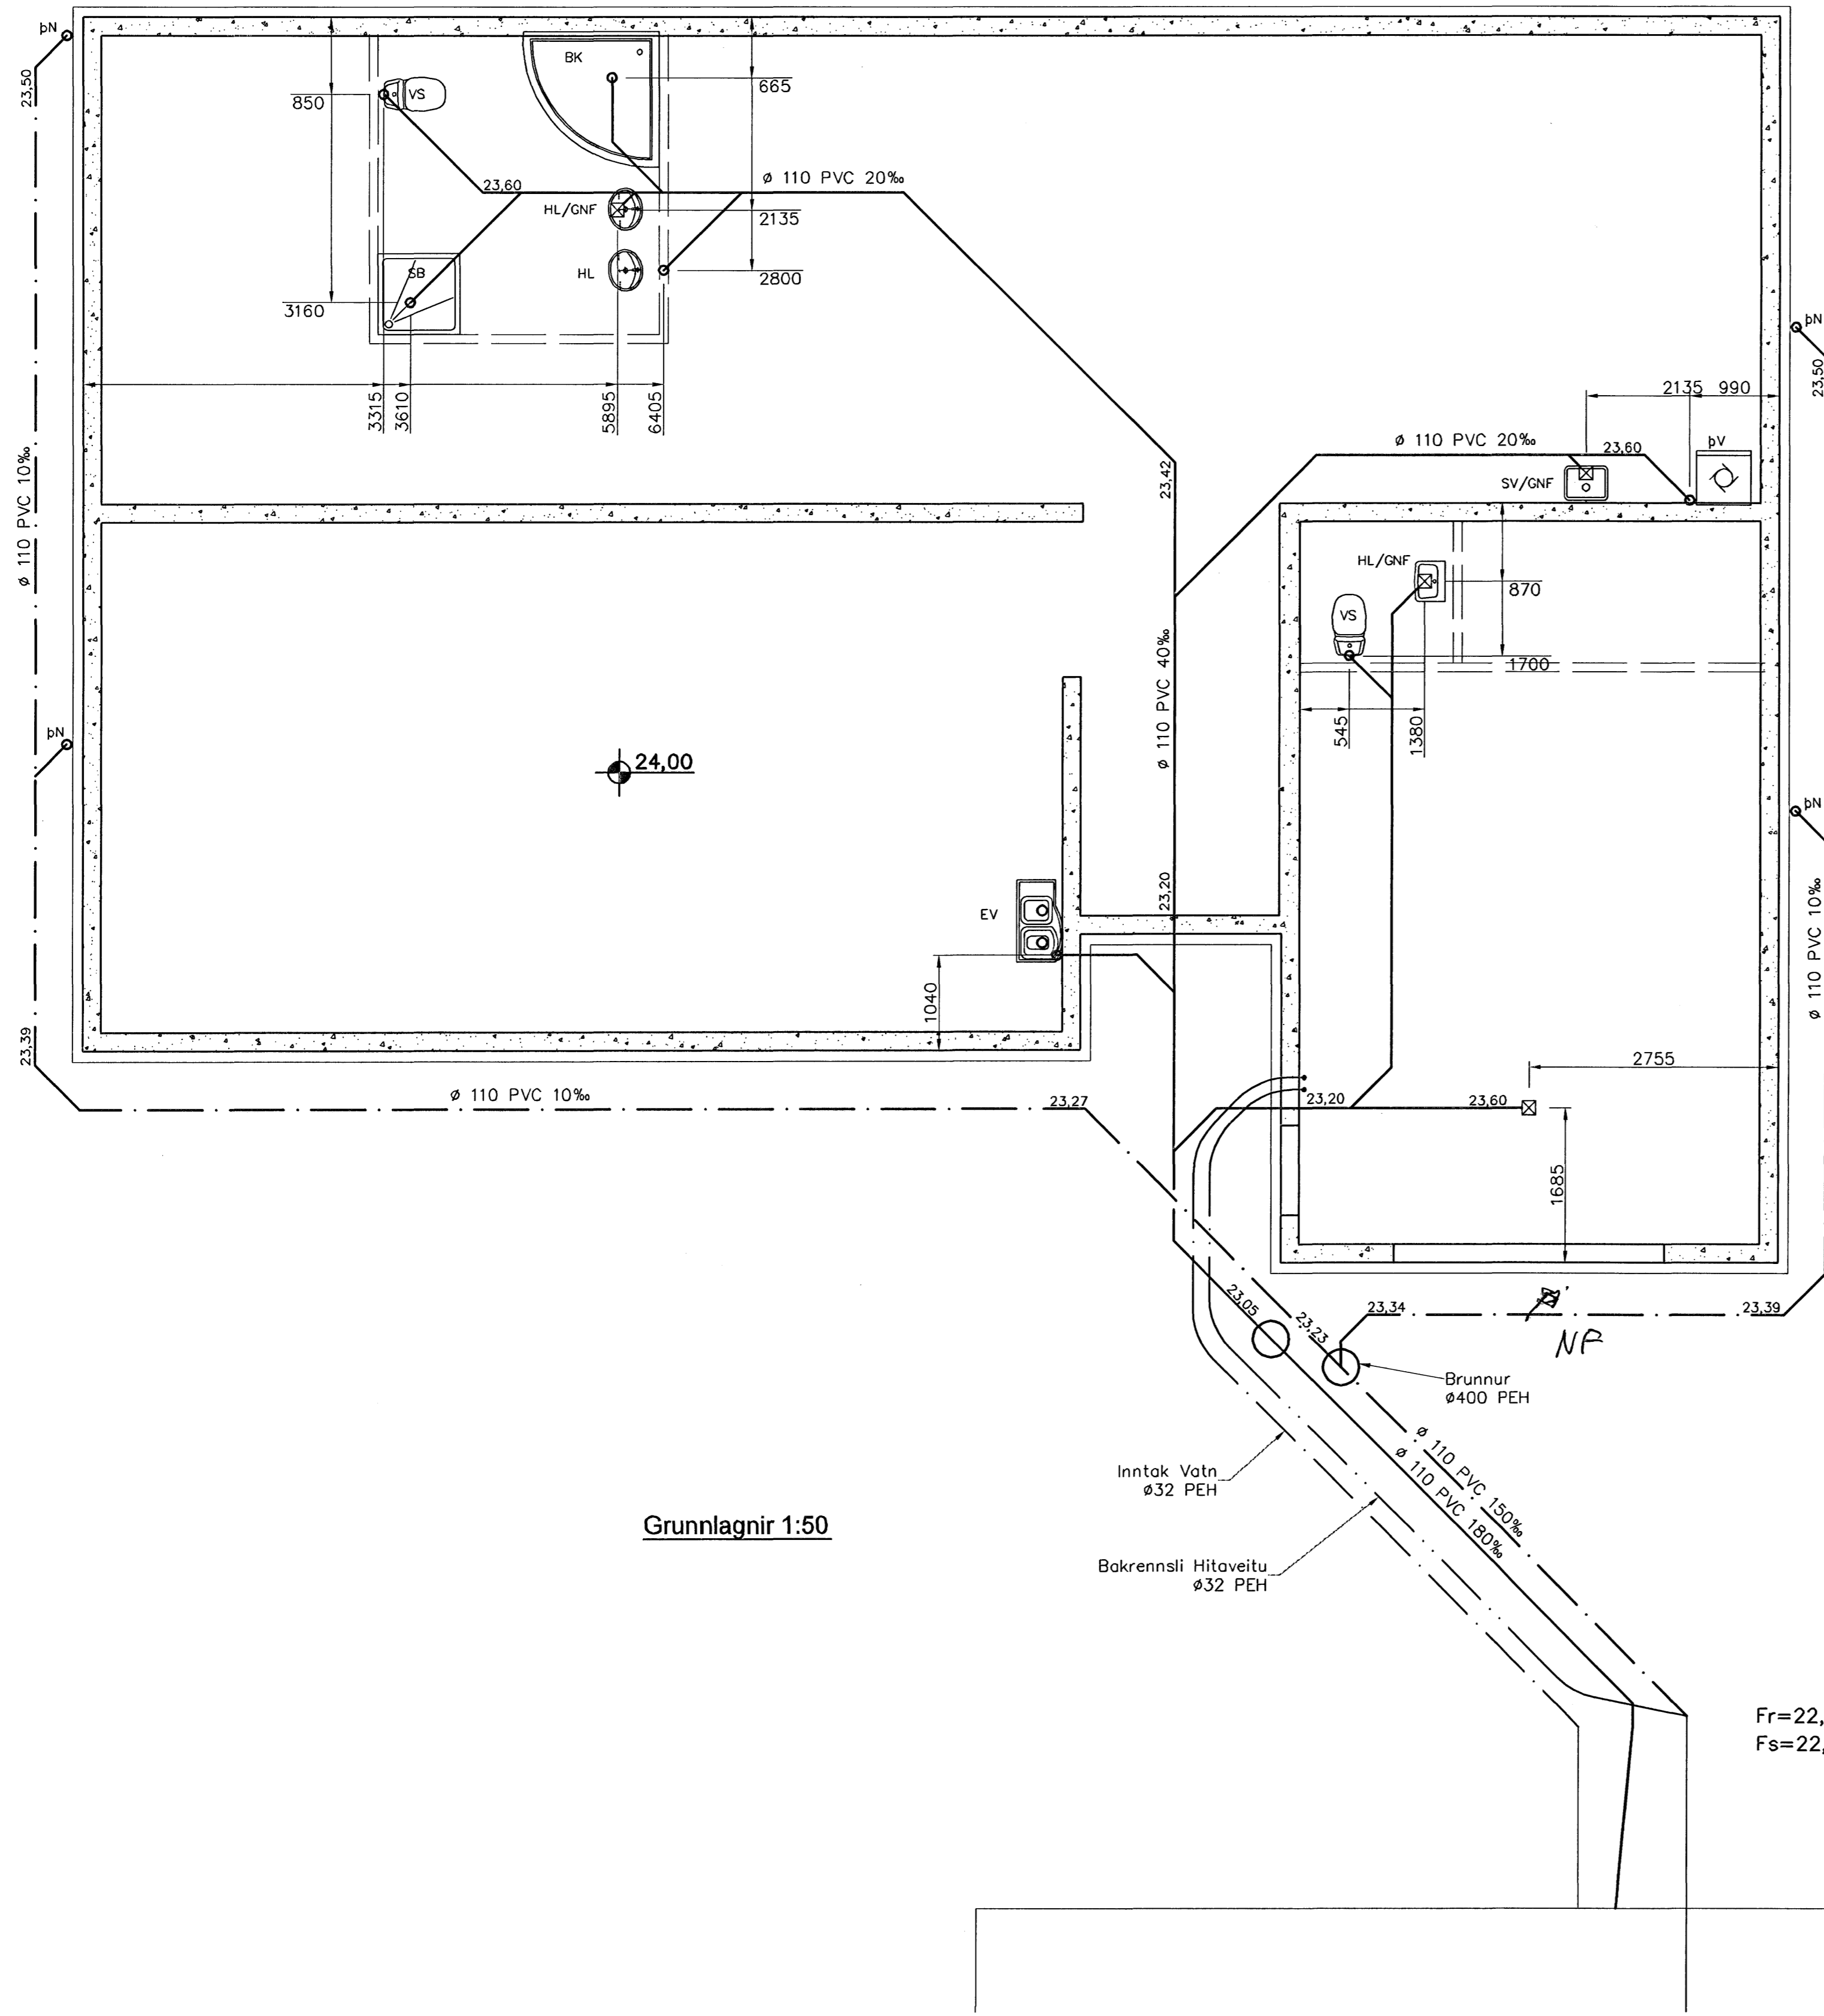 þN
23,50
850
VS
BK
665
23,60
Ø 110 PVC 20‰
HL/GNF
2135
HL
2800
SB
3160
3315
3610
5895
6405
þN
23,50
2135 990
Ø 110 PVC 20‰
23,60
þV
SV/GNF
23,42
Ø 110 PVC 10‰
HL/GNF
870
VS
1700
545
1380
Ø 110 PVC 40‰
þN
24,00
þN
23,20
EV
1040
Ø 110 PVC 10‰
23,39
2755
Ø 110 PVC 10‰
23,27
23,20
23,60
1685
23,05
23,23
23,34
23,39
NF
Brunnur
Ø400 PEH
Inntak Vatn
Ø32 PEH
Ø 110 PVC 150‰
Ø 110 PVC 180‰
Grunnlagnir 1:50
Bakrennsli Hitaveitu
Ø32 PEH
Fr=22,
Fs=22,